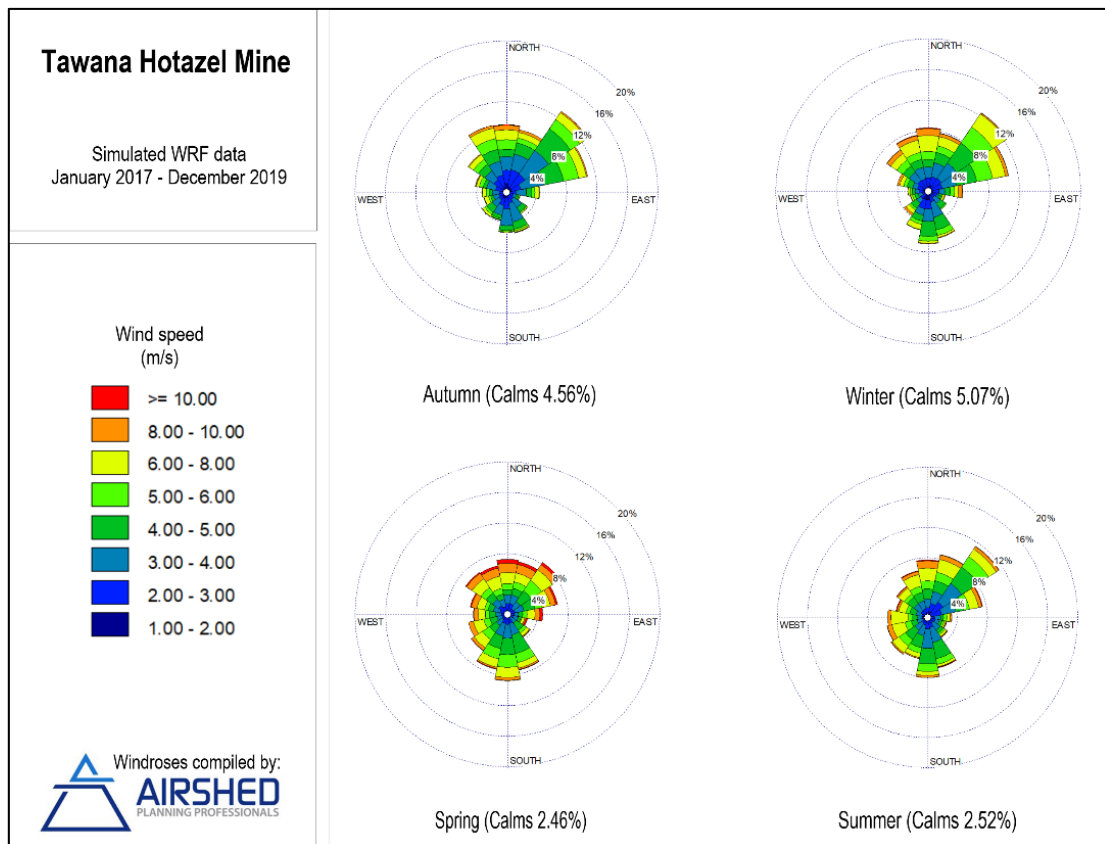 Tawana Hotazel Mine
Simulated WRF data
January 2017 - December 2019
Wind speed
(m/s)
>= 10.00
8.00 - 10.00
6.00 - 8.00
5.00 - 6.00
4.00 - 5.00
3.00 - 4.00
2.00 - 3.00
1.00 - 2.00
Windroses compiled by:
AIRSHED
PLANNING PROFESSIONALS
NORTH
20%
16%
12%
8%
4%
WEST
EAST
SOUTH
Autumn (Calms 4.56%)
NORTH
20%
16%
12%
8%
4%
WEST
EAST
SOUTH
Winter (Calms 5.07%)
NORTH
20%
16%
12%
8%
4%
WEST
EAST
SOUTH
Spring (Calms 2.46%)
NORTH
20%
16%
12%
8%
4%
WEST
EAST
SOUTH
Summer (Calms 2.52%)